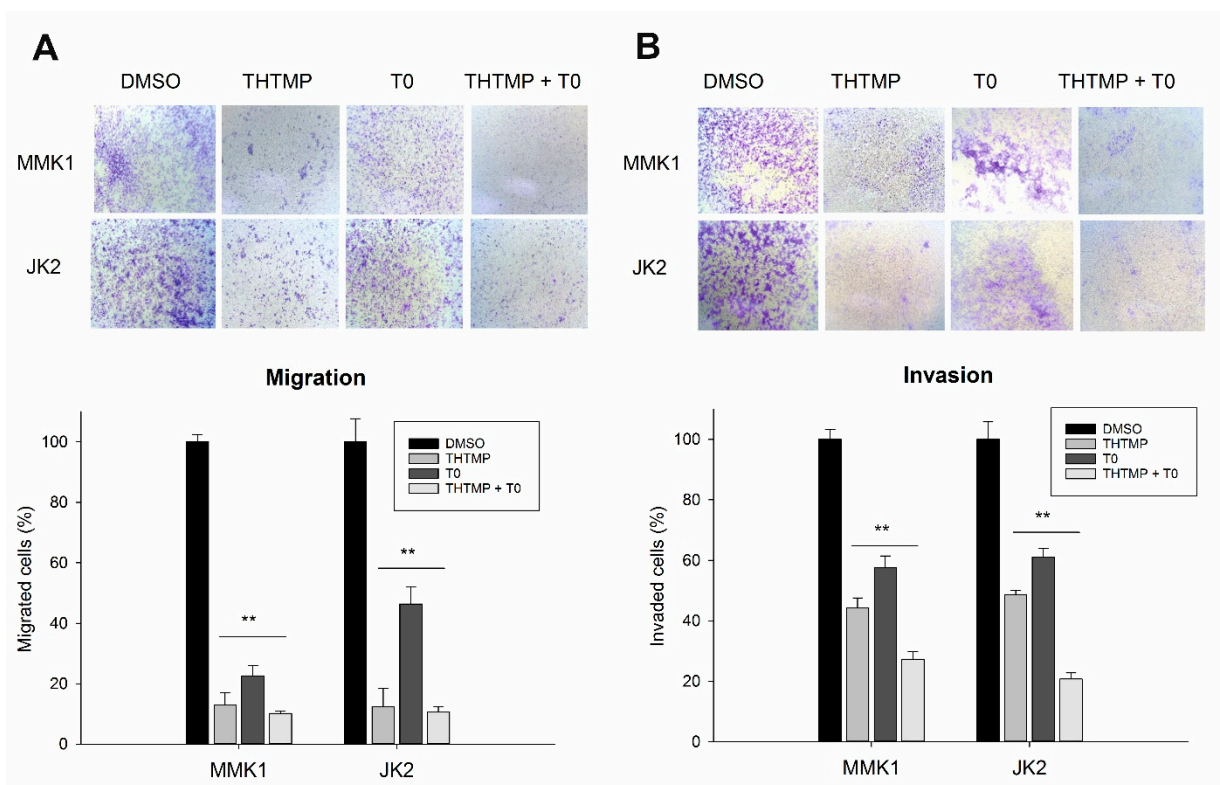 A
DMSO THTMP T0 THTMP + T0
MMK1
JK2
Migration
100
80
60
40
20
0
Migrated cells (%)
DMSO
THTMP
T0
THTMP + T0
**
**
MMK1 JK2
B
DMSO THTMP T0 THTMP + T0
MMK1
JK2
Invasion
100
80
60
40
20
0
Invaded cells (%)
DMSO
THTMP
T0
THTMP + T0
**
**
MMK1 JK2